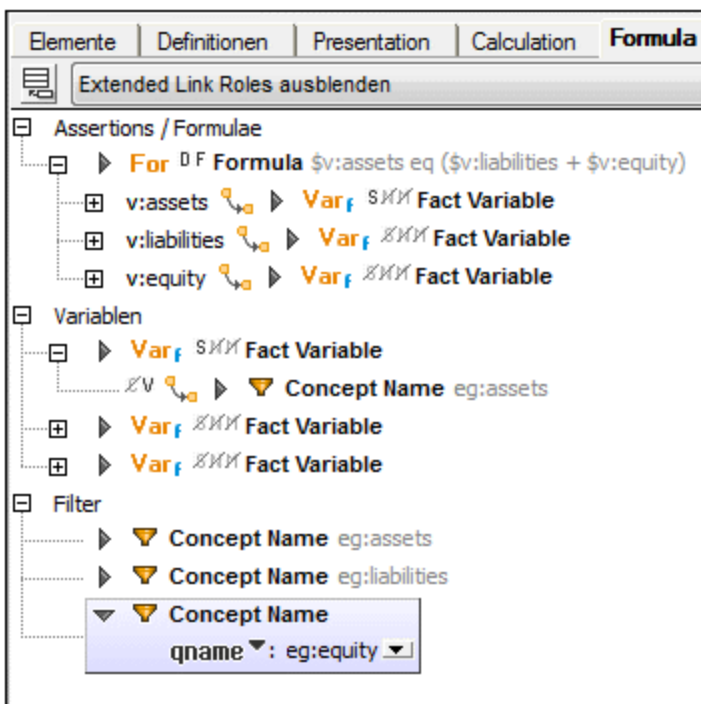 Elemente Definitionen Presentation Calculation Formula
Extended Link Roles ausblenden
Assertions / Formulae
For D F Formula $v:assets eq ($v:liabilities + $v:equity)
v:assets Var f S N N Fact Variable
v:liabilities Var f S N N Fact Variable
v:equity Var f S N N Fact Variable
Variablen
Var f S N N Fact Variable
V Concept Name eg:assets
Var f S N N Fact Variable
Var f S N N Fact Variable
Filter
Concept Name eg:assets
Concept Name eg:liabilities
Concept Name
qname : eg:equity